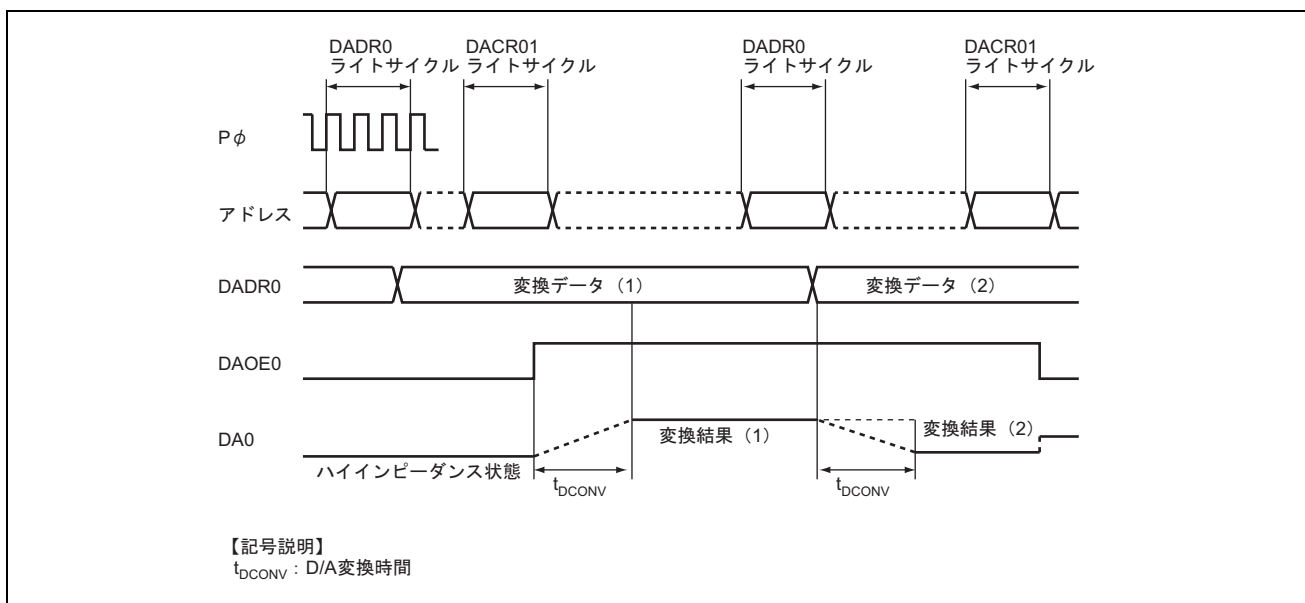 DADR0
ライトサイクル
DACR01
ライトサイクル
DADR0
ライトサイクル
DACR01
ライトサイクル
Pφ
アドレス
DADR0
変換データ（1）
変換データ（2）
DAOE0
DA0
変換結果（1）
変換結果（2）
ハイインピーダンス状態
tDCONV
tDCONV
【記号説明】
tDCONV：D/A変換時間